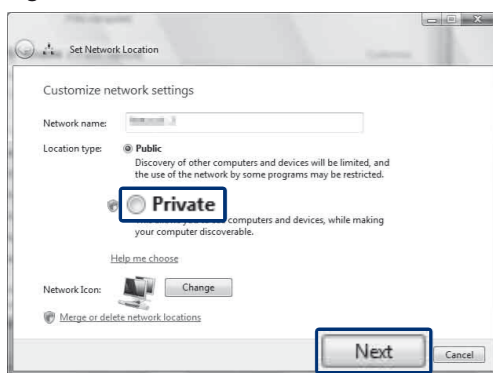 Set Network Location
Customize network settings
Network name:
Location type:
Public
Discovery of other computers and devices will be limited, and
the use of the network by some programs may be restricted.
Private
computers and devices, while making
your computer discoverable.
Help me choose
Network Icon:
Change
Merge or delete network locations
Next
Cancel